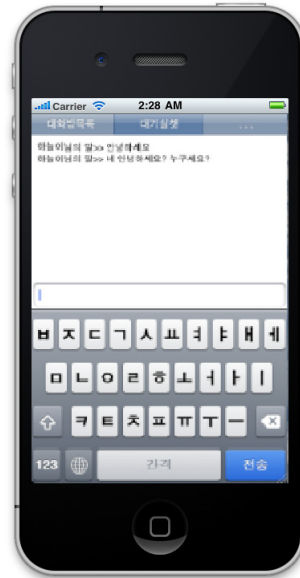 Carrier 2:28 AM
대화방목록 대기실챗 ...
하늘이님의 말>> 안녕하세요
하늘이님의 말>> 네 안녕하세요? 누구세요?
ㅂ ㅈ ㄷ ㄱ ㅅ ㅛ ㅕ ㅑ ㅐ ㅔ
ㅁ ㄴ ㅇ ㄹ ㅎ ㅗ ㅓ ㅏ ㅣ
ㅋ ㅌ ㅊ ㅍ ㅠ ㅜ ㅡ
123 간격 전송